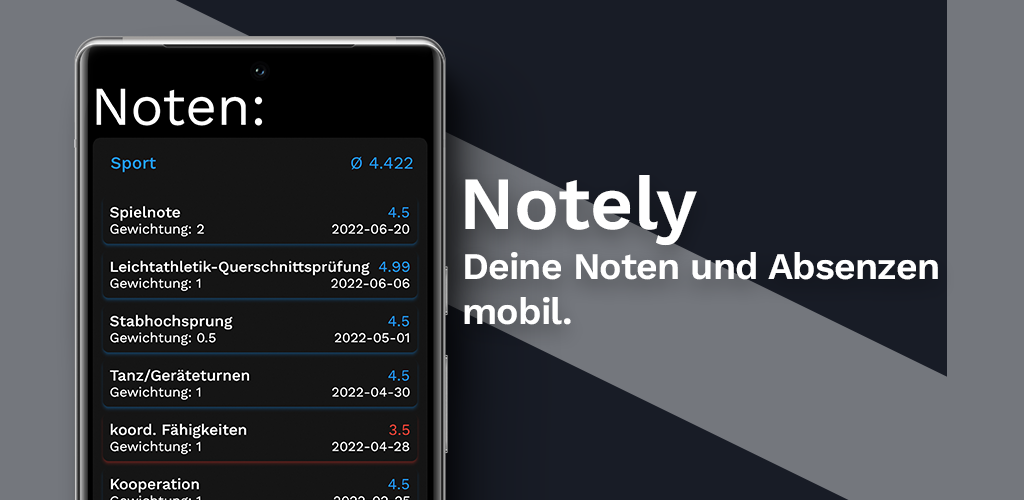 Noten:
Sport Ø 4.422
Spielnote 4.5
Gewichtung: 2 2022-06-20
Leichtathletik-Querschnittsprüfung 4.99
Gewichtung: 1 2022-06-06
Stabhochsprung 4.5
Gewichtung: 0.5 2022-05-01
Tanz/Geräteturnen 4.5
Gewichtung: 1 2022-04-30
koord. Fähigkeiten 3.5
Gewichtung: 1 2022-04-28
Kooperation 4.5
Gewichtung: 1
Notely
Deine Noten und Absenzen
mobil.